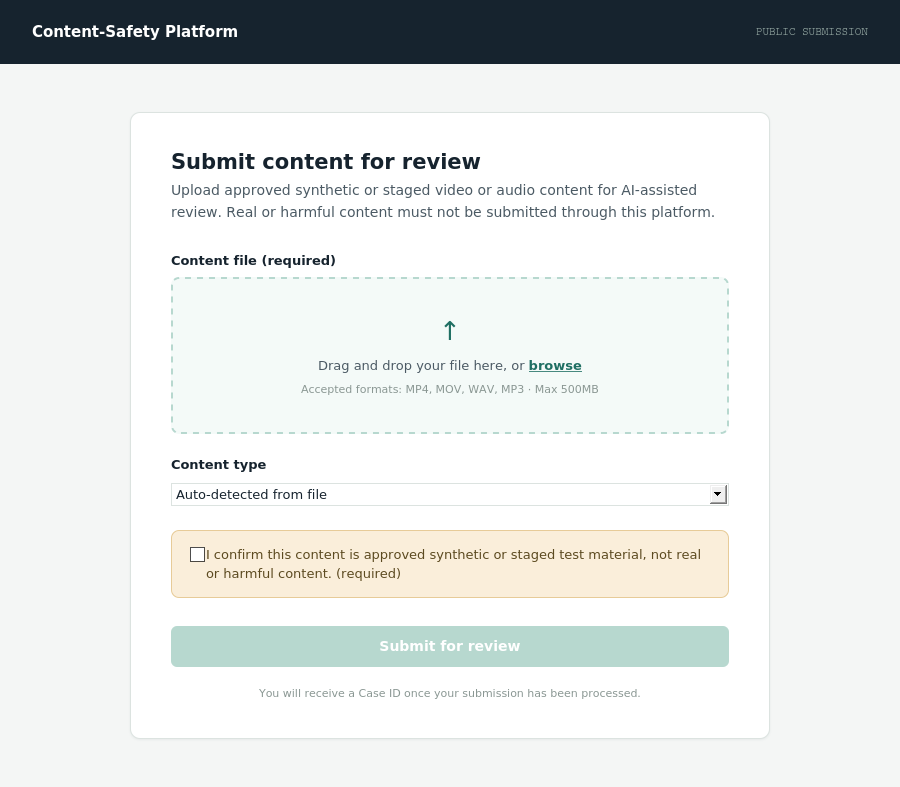 Content-Safety Platform
PUBLIC SUBMISSION
Submit content for review
Upload approved synthetic or staged video or audio content for AI-assisted
review. Real or harmful content must not be submitted through this platform.
Content file (required)
↑
Drag and drop your file here, or browse
Accepted formats: MP4, MOV, WAV, MP3 · Max 500MB
Content type
Auto-detected from file
I confirm this content is approved synthetic or staged test material, not real
or harmful content. (required)
Submit for review
You will receive a Case ID once your submission has been processed.